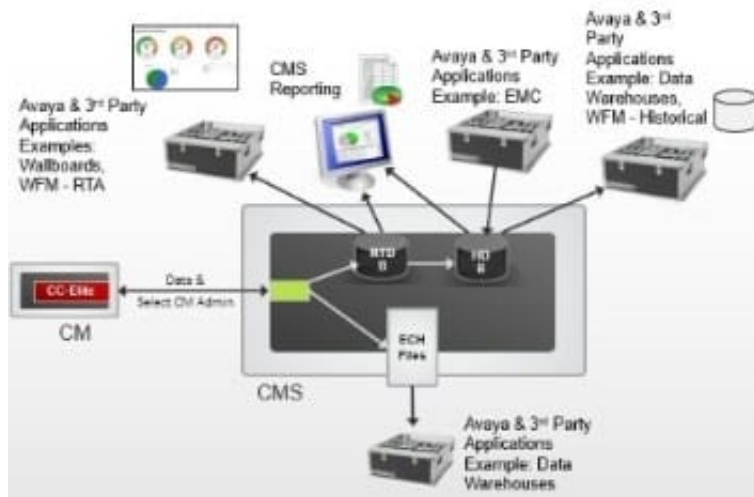 Avaya & 3rd
Party
Applications
Example: Data
Warehouses,
WFM - Historical
Avaya & 3rd Party
Applications
Example: EMC
CMS
Reporting
Avaya & 3rd Party
Applications
Examples:
Wallboards,
WFM - RTA
RTD
B
HD
B
CC-Elite
Data &
Select CM Admin
CM
ECH
Files
CMS
Avaya & 3rd Party
Applications
Example: Data
Warehouses